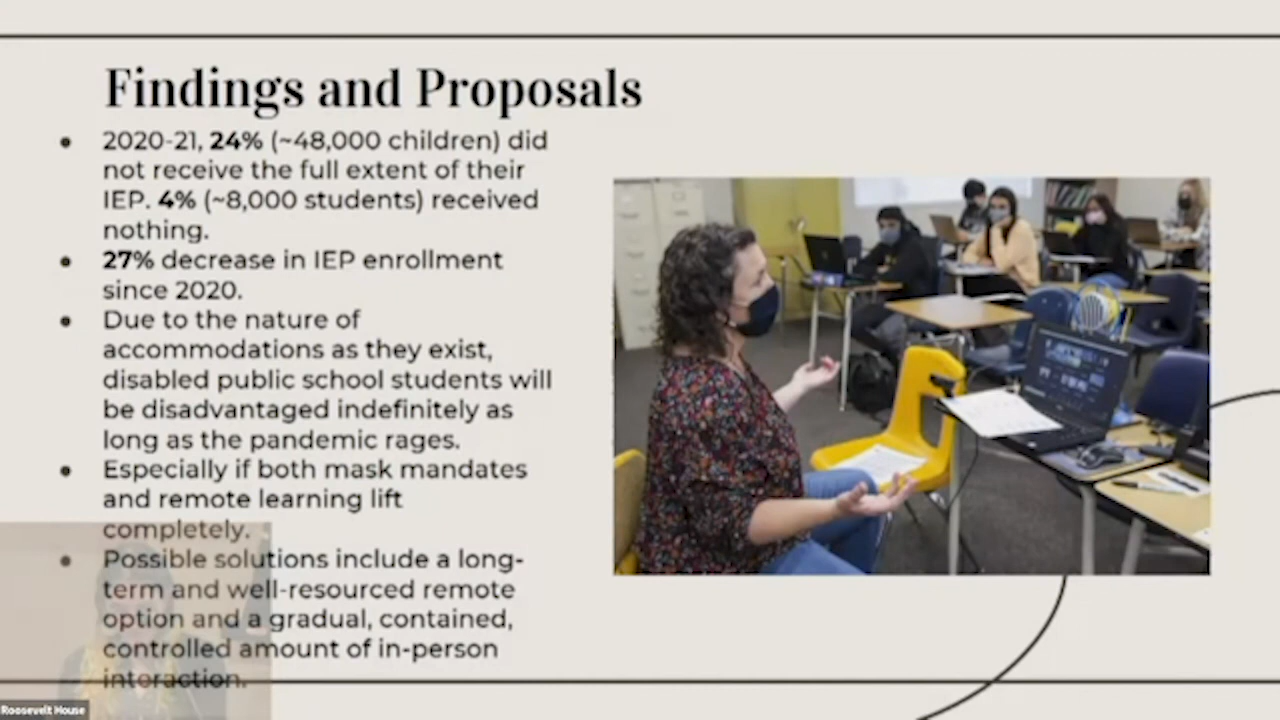 Findings and Proposals
2020-21, 24% (~48,000 children) did
not receive the full extent of their
IEP. 4% (~8,000 students) received
nothing.
27% decrease in IEP enrollment
since 2020.
Due to the nature of
accommodations as they exist,
disabled public school students will
be disadvantaged indefinitely as
long as the pandemic rages.
Especially if both mask mandates
and remote learning lift
completely.
Possible solutions include a long-
term and well-resourced remote
option and a gradual, contained,
controlled amount of in-person
interaction.
Roosevelt House